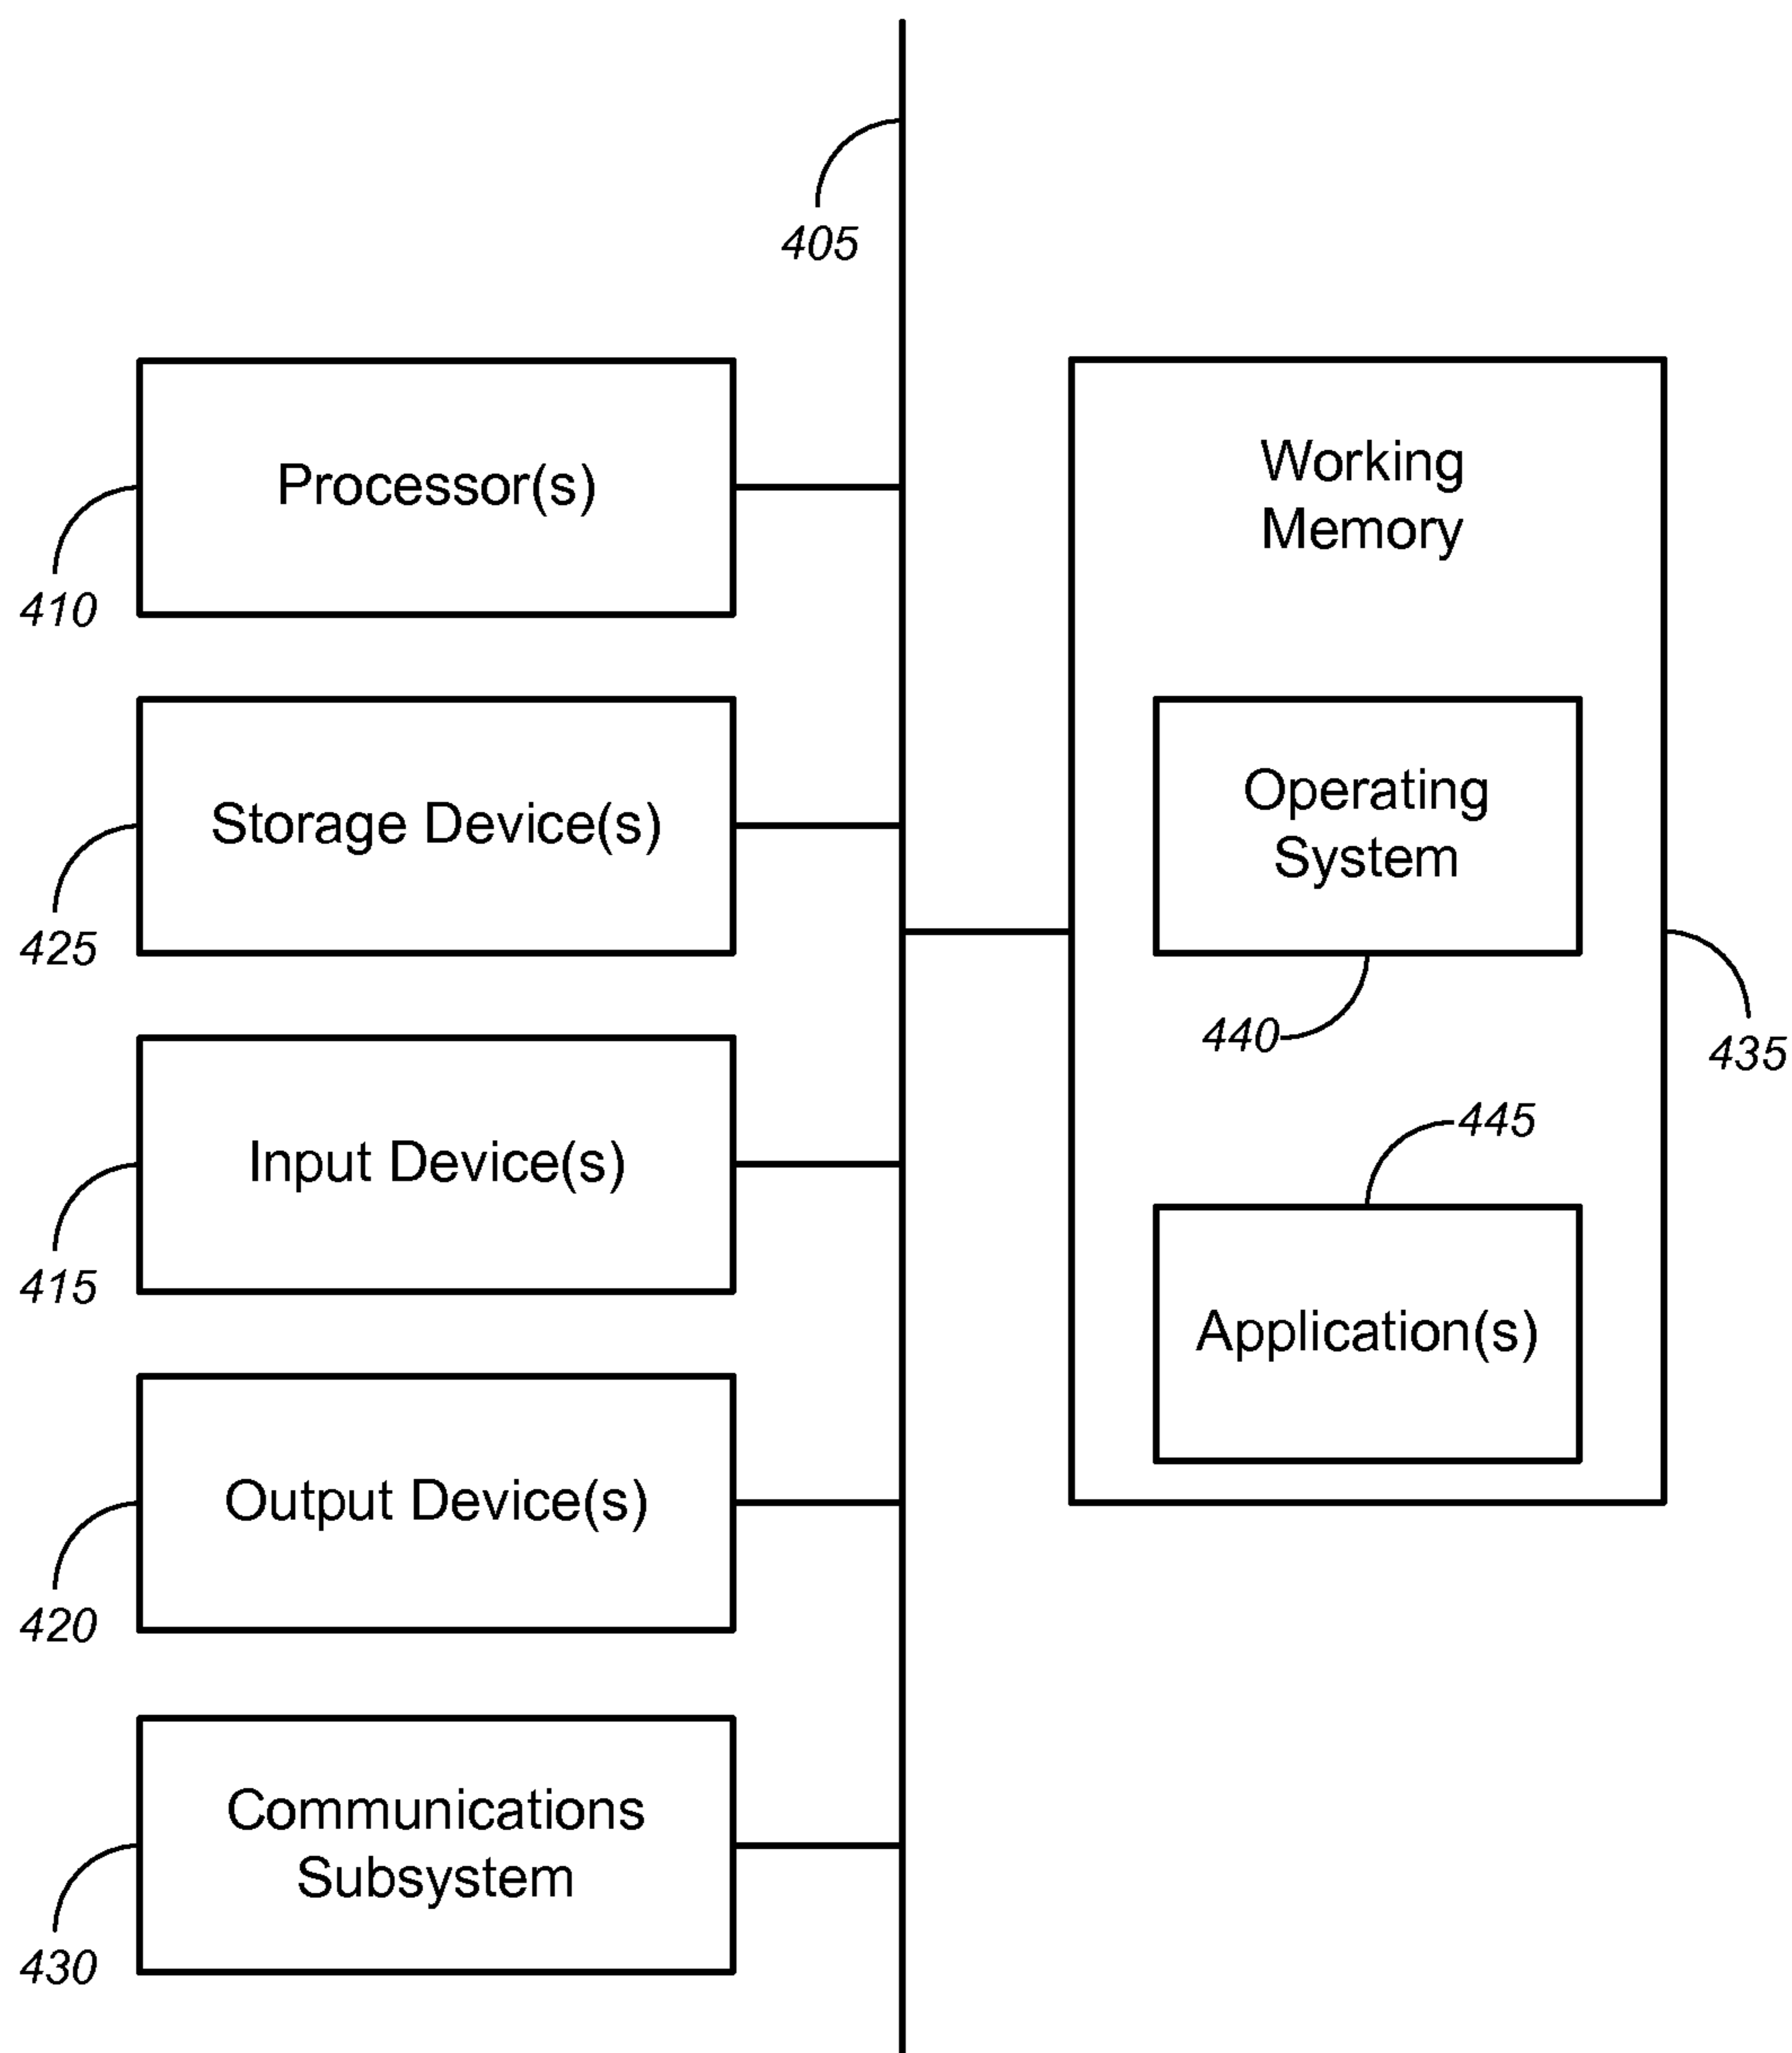 405
Processor(s)
410
Storage Device(s)
425
Input Device(s)
415
Output Device(s)
420
Communications
Subsystem
430
Working
Memory
Operating
System
440
435
445
Application(s)